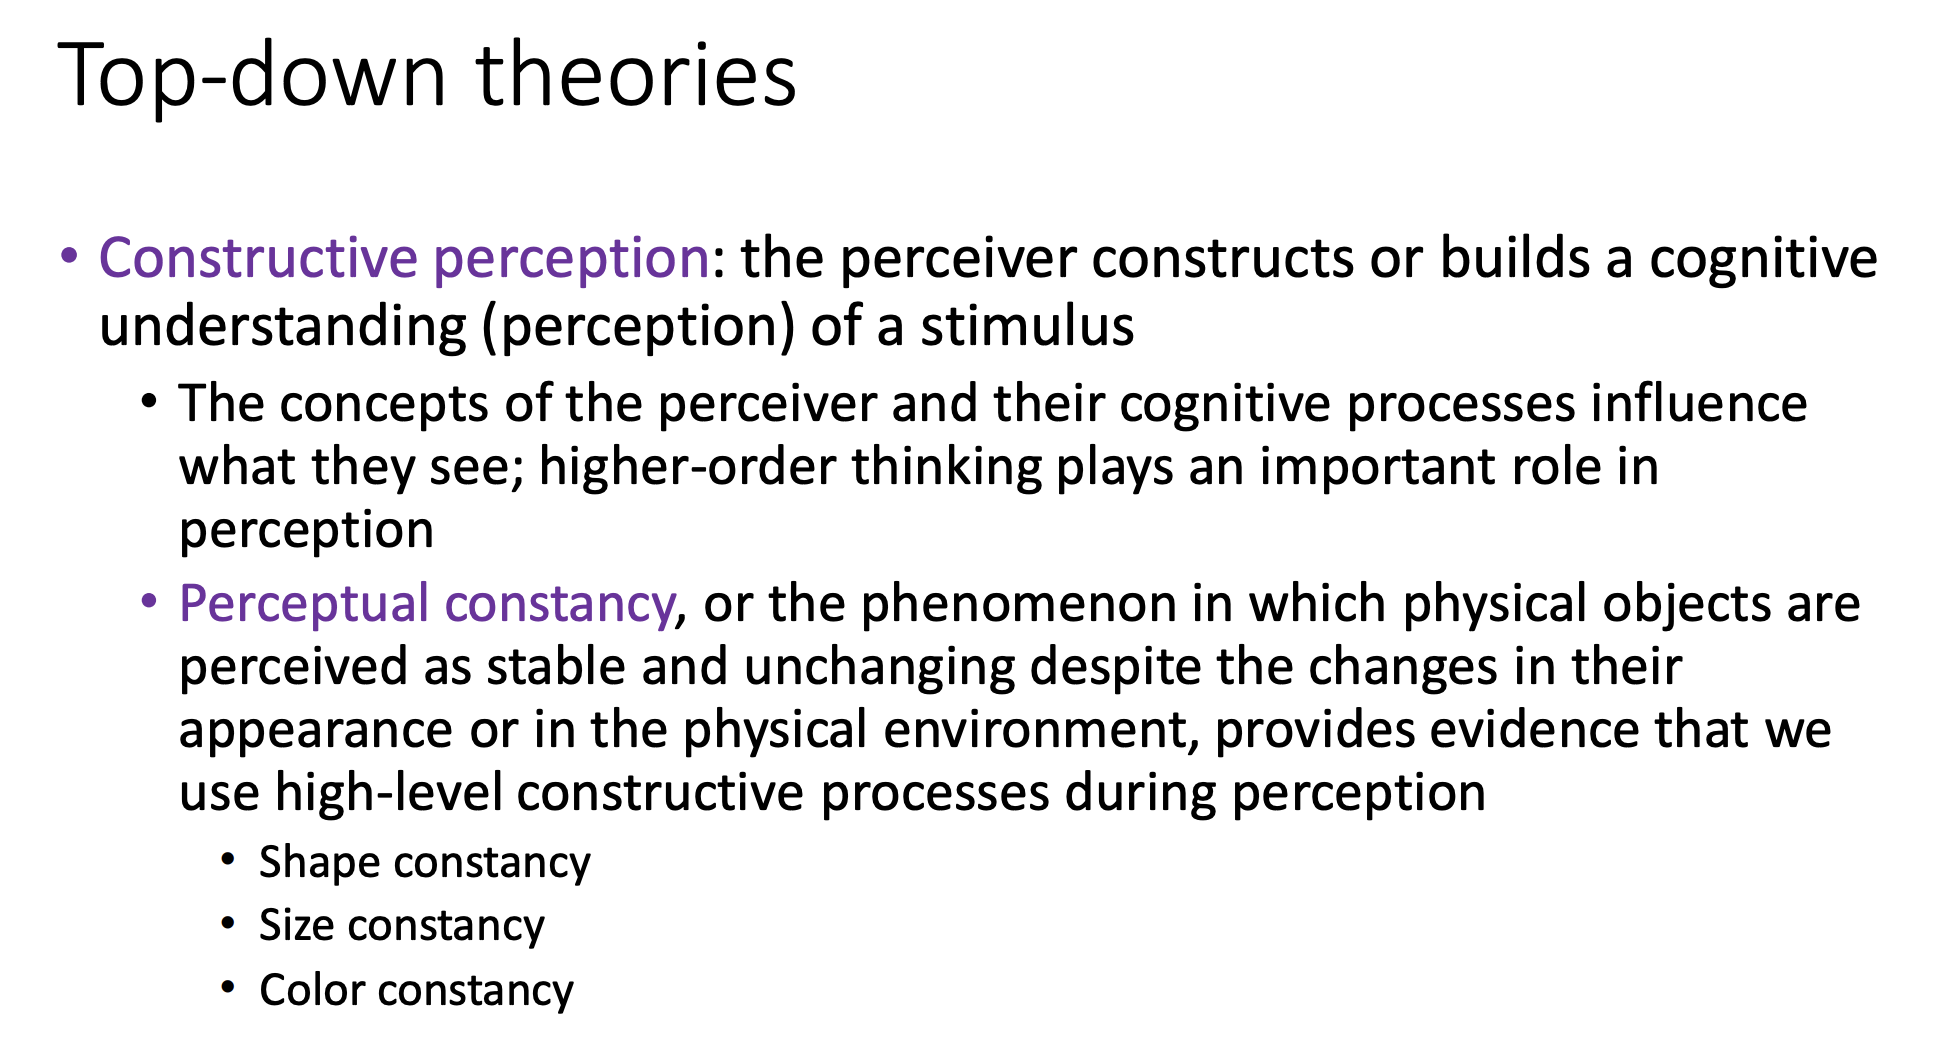 Top-down theories
• Constructive perception: the perceiver constructs or builds a cognitive
understanding (perception) of a stimulus
• The concepts of the perceiver and their cognitive processes influence
what they see; higher-order thinking plays an important role in
perception
• Perceptual constancy, or the phenomenon in which physical objects are
perceived as stable and unchanging despite the changes in their
appearance or in the physical environment, provides evidence that we
use high-level constructive processes during perception
• Shape constancy
• Size constancy
• Color constancy